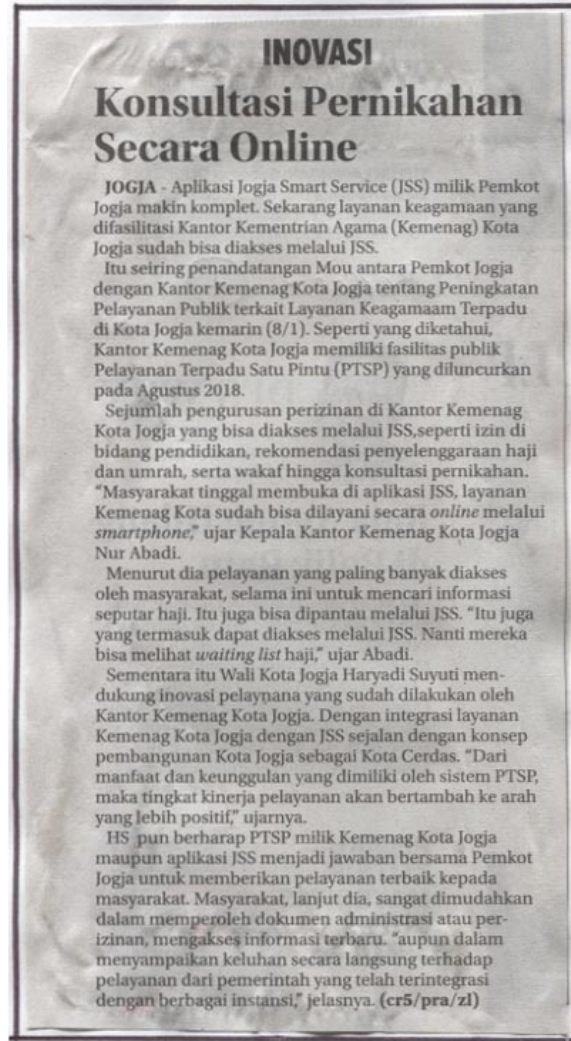 INOVASI
Konsultasi Pernikahan
Secara Online
JOGJA - Aplikasi Jogja Smart Service (JSS) milik Pemkot
Jogja makin komplet. Sekarang layanan keagamaan yang
difasilitasi Kantor Kementrian Agama (Kemenag) Kota
Jogja sudah bisa diakses melalui JSS.
Itu seiring penandatangan Mou antara Pemkot Jogja
dengan Kantor Kemenag Kota Jogja tentang Peningkatan
Pelayanan Publik terkait Layanan Keagamaam Terpadu
di Kota Jogja kemarin (8/1). Seperti yang diketahui,
Kantor Kemenag Kota Jogja memiliki fasilitas publik
Pelayanan Terpadu Satu Pintu (PTSP) yang diluncurkan
pada Agustus 2018.
Sejumlah pengurusan perizinan di Kantor Kemenag
Kota Jogja yang bisa diakses melalui JSS,seperti izin di
bidang pendidikan, rekomendasi penyelenggaraan haji
dan umrah, serta wakaf hingga konsultasi pernikahan.
“Masyarakat tinggal membuka di aplikasi JSS, layanan
Kemenag Kota sudah bisa dilayani secara online melalui
smartphone,” ujar Kepala Kantor Kemenag Kota Jogja
Nur Abadi.
Menurut dia pelayanan yang paling banyak diakses
oleh masyarakat, selama ini untuk mencari informasi
seputar haji. Itu juga bisa dipantau melalui JSS. “Itu juga
yang termasuk dapat diakses melalui JSS. Nanti mereka
bisa melihat waiting list haji,” ujar Abadi.
Sementara itu Wali Kota Jogja Haryadi Suyuti men-
dukung inovasi pelaynana yang sudah dilakukan oleh
Kantor Kemenag Kota Jogja. Dengan integrasi layanan
Kemenag Kota Jogja dengan JSS sejalan dengan konsep
pembangunan Kota Jogja sebagai Kota Cerdas. “Dari
manfaat dan keunggulan yang dimiliki oleh sistem PTSP,
maka tingkat kinerja pelayanan akan bertambah ke arah
yang lebih positif,” ujarnya.
HS pun berharap PTSP milik Kemenag Kota Jogja
maupun aplikasi JSS menjadi jawaban bersama Pemkot
Jogja untuk memberikan pelayanan terbaik kepada
masyarakat. Masyarakat, lanjut dia, sangat dimudahkan
dalam memperoleh dokumen administrasi atau per-
izinan, mengakses informasi terbaru. “aupun dalam
menyampaikan keluhan secara langsung terhadap
pelayanan dari pemerintah yang telah terintegrasi
dengan berbagai instansi,” jelasnya. (cr5/pra/zl)